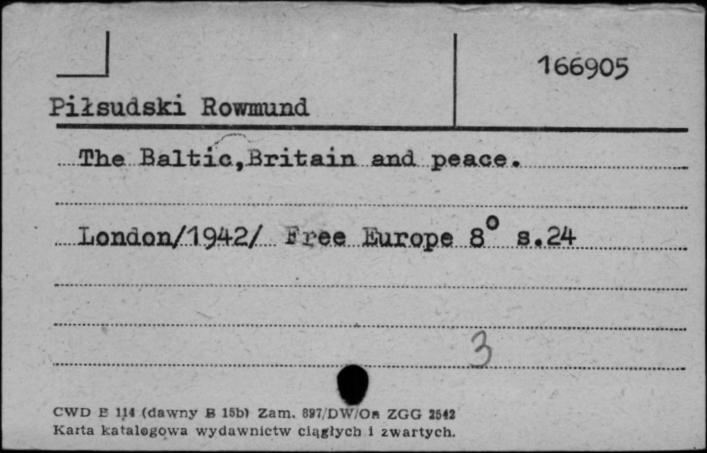 166905
Piłsudski Rowmund
The Baltic,Britain and peace.
London/1942/ Free Europe 8° s.24
3
CWD E 114 (dawny B 15b) Zam. 897/DW/On ZGG 2542
Karta katalogowa wydawnictw ciągłych i zwartych.